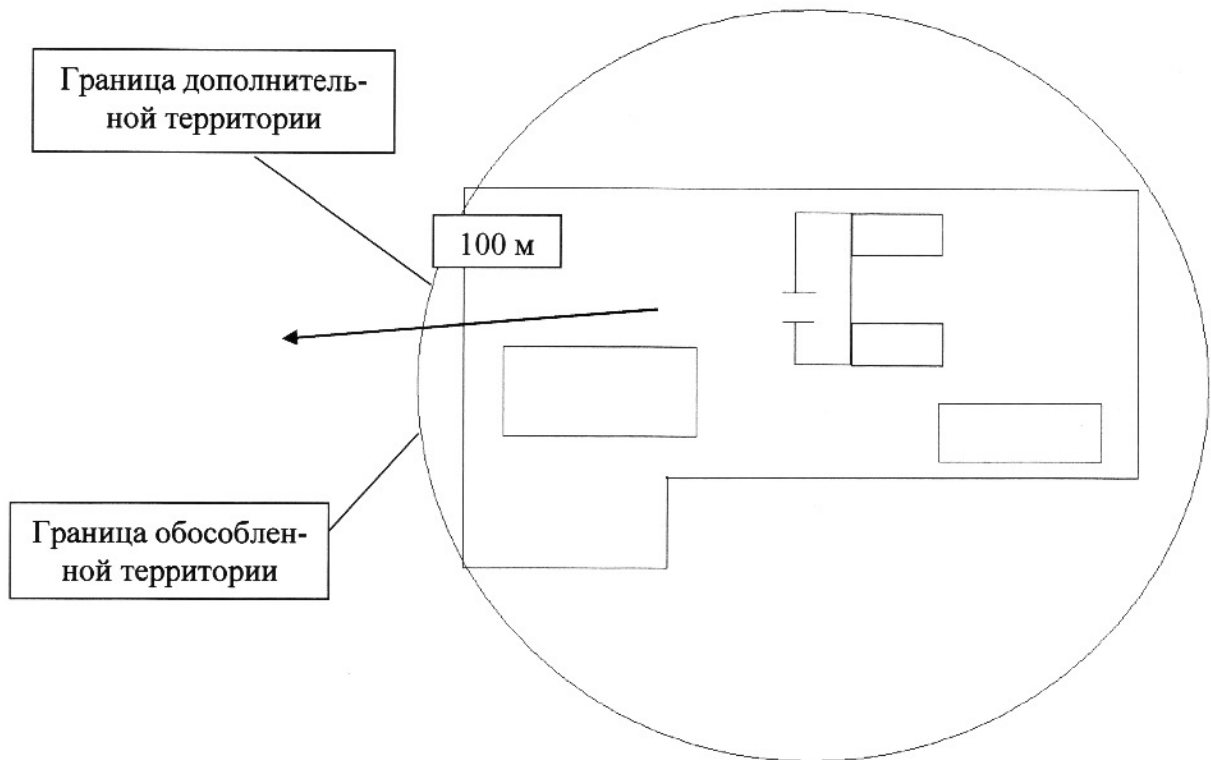 Граница дополнитель-
ной территории
100 м
Граница обособлен-
ной территории